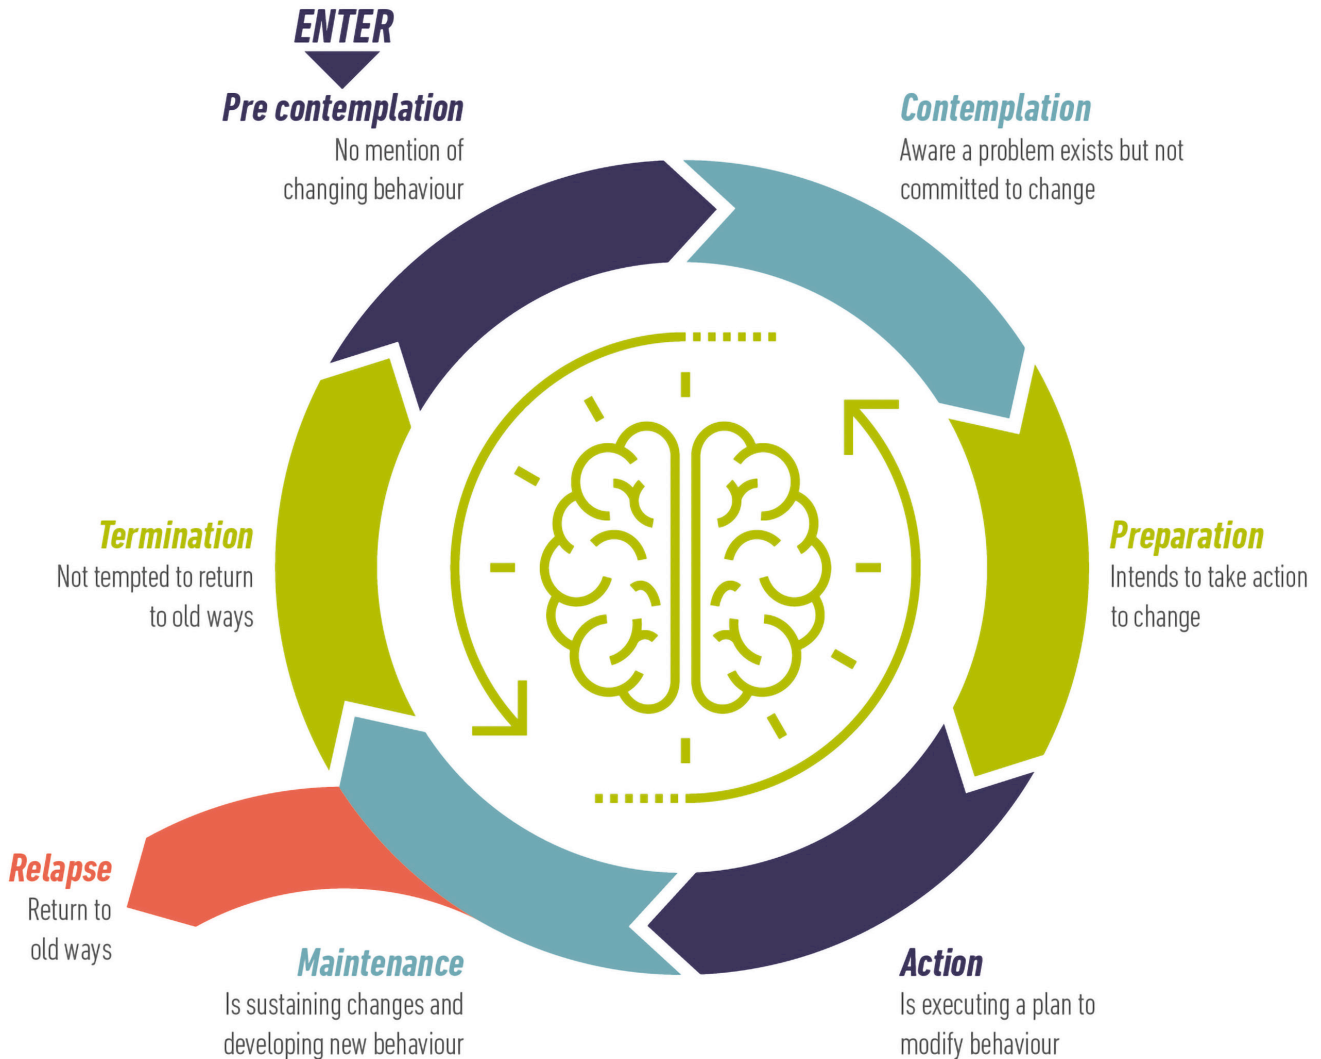 ENTER
Pre contemplation
No mention of
changing behaviour
Contemplation
Aware a problem exists but not
committed to change
Preparation
Intends to take action
to change
Action
Is executing a plan to
modify behaviour
Maintenance
Is sustaining changes and
developing new behaviour
Relapse
Return to
old ways
Termination
Not tempted to return
to old ways